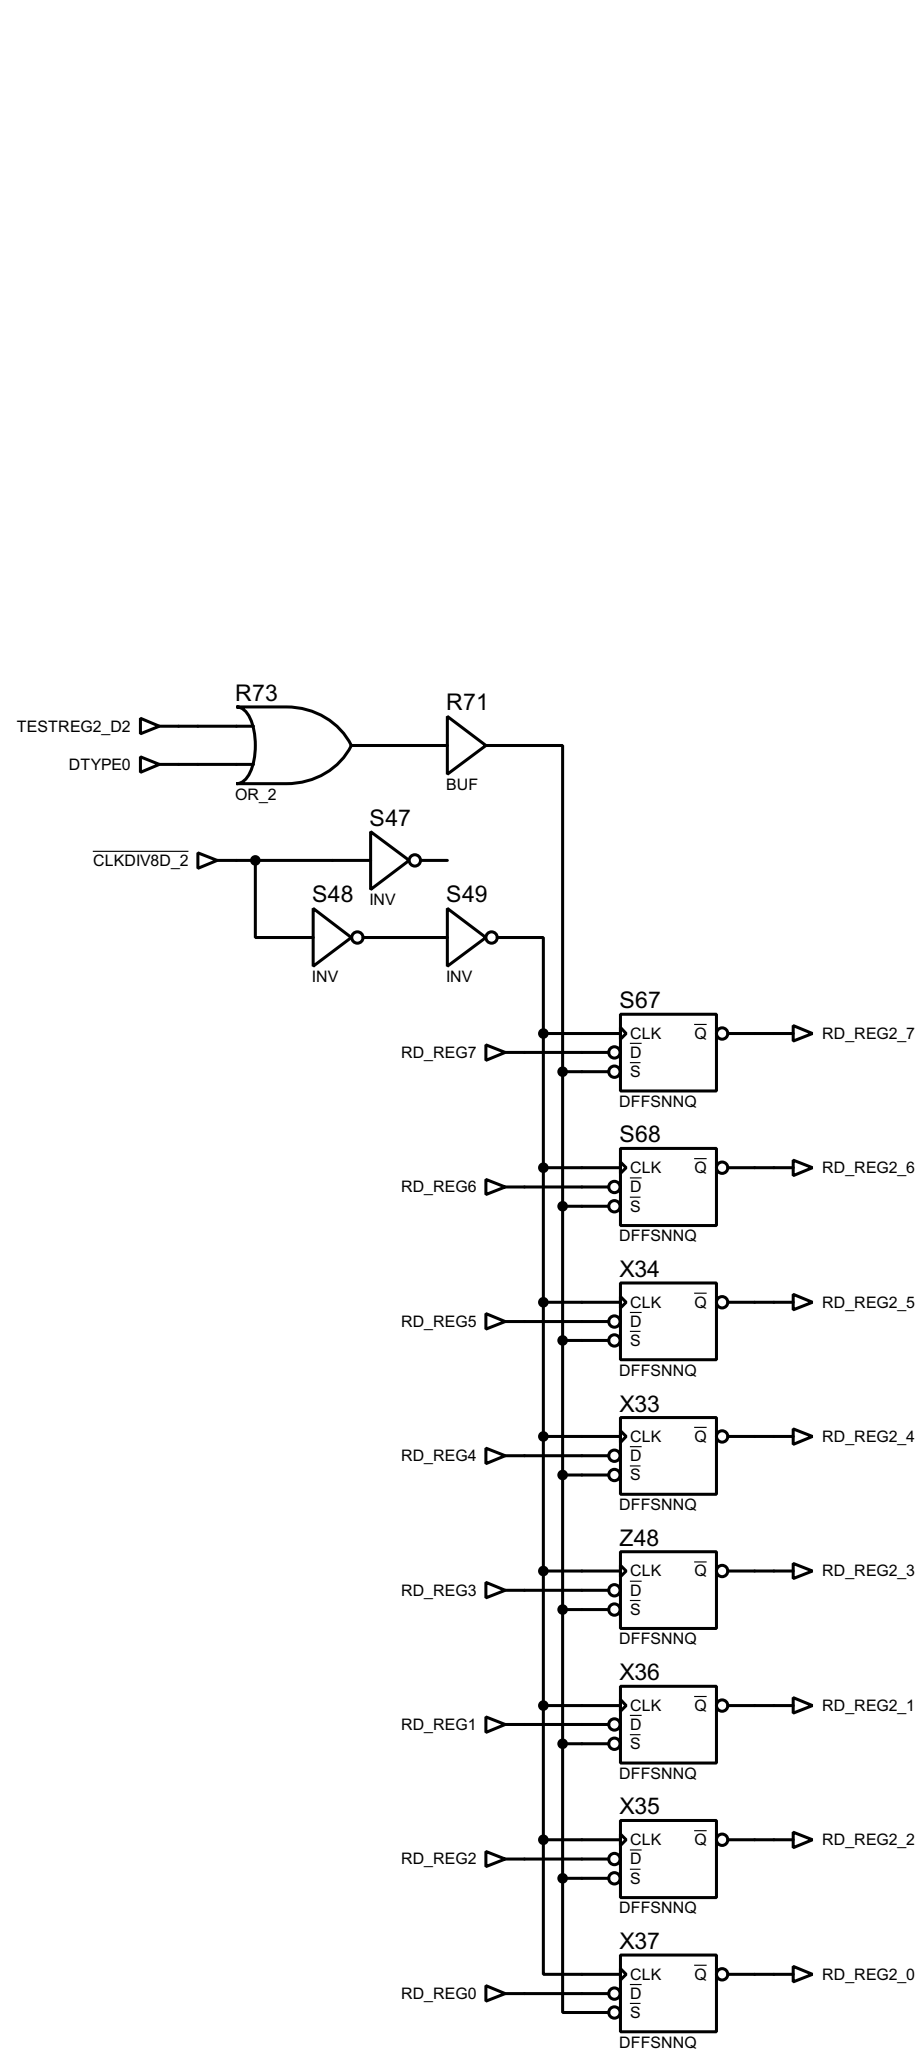 R73
TESTREG2_D2
DTYPE0
OR_2
R71
BUF
S47
CLKDIV8D_2
INV
S48
INV
S49
INV
S67
CLK Q
RD_REG7
D
S
DFFSNNQ
RD_REG2_7
S68
CLK Q
RD_REG6
D
S
DFFSNNQ
RD_REG2_6
X34
CLK Q
RD_REG5
D
S
DFFSNNQ
RD_REG2_5
X33
CLK Q
RD_REG4
D
S
DFFSNNQ
RD_REG2_4
Z48
CLK Q
RD_REG3
D
S
DFFSNNQ
RD_REG2_3
X36
CLK Q
RD_REG1
D
S
DFFSNNQ
RD_REG2_1
X35
CLK Q
RD_REG2
D
S
DFFSNNQ
RD_REG2_2
X37
CLK Q
RD_REG0
D
S
DFFSNNQ
RD_REG2_0